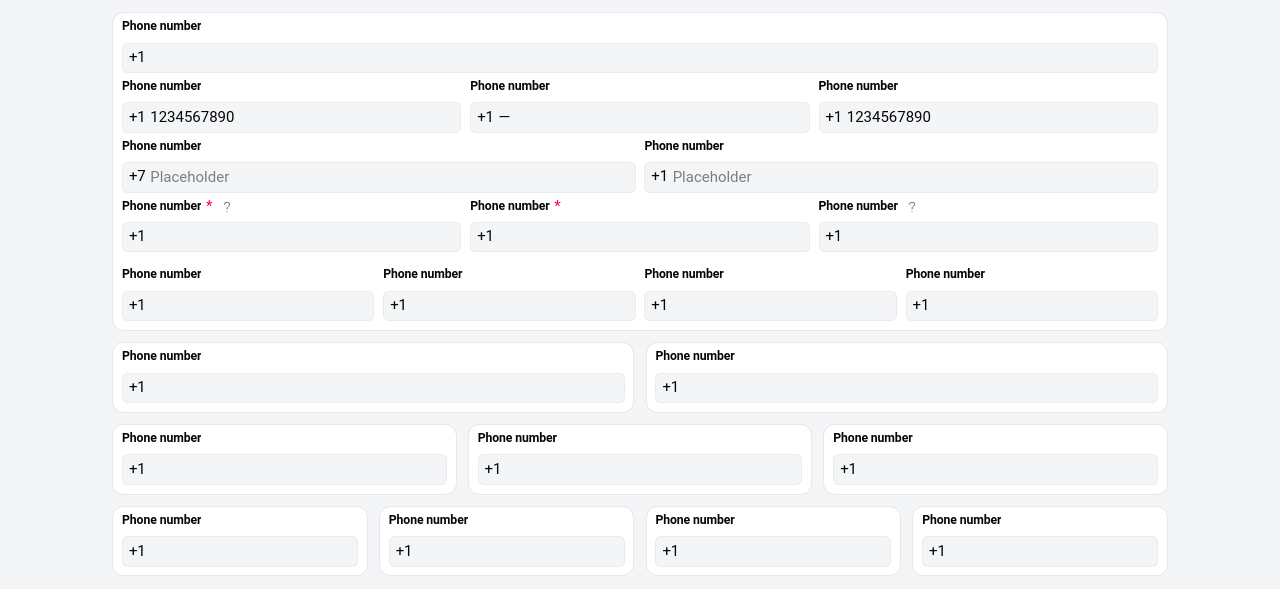 Phone number
+1
Phone number Phone number Phone number
+1 1234567890 +1 — +1 1234567890
Phone number Phone number
+7 Placeholder +1 Placeholder
Phone number * ? Phone number * Phone number ?
+1 +1 +1
Phone number Phone number Phone number Phone number
+1 +1 +1 +1
Phone number Phone number
+1 +1
Phone number Phone number Phone number
+1 +1 +1
Phone number Phone number Phone number Phone number
+1 +1 +1 +1